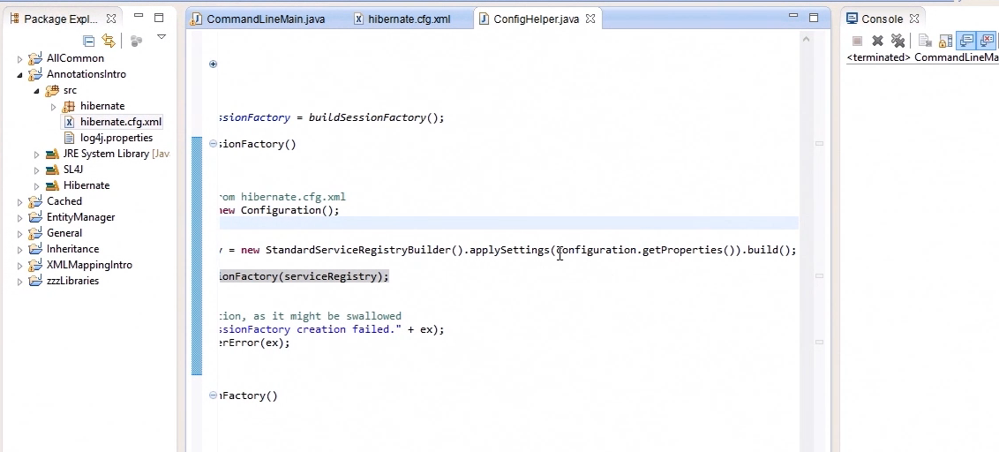 Package Expl...
CommandLineMain.java
hibernate.cfg.xml
ConfigHelper.java
Console
<terminated> CommandLineMa
AllCommon
AnnotationsIntro
src
hibernate
hibernate.cfg.xml
log4j.properties
JRE System Library [Jav
SL4J
Hibernate
Cached
EntityManager
General
Inheritance
XMLMappingIntro
zzzLibraries
ssionFactory = buildSessionFactory();
sionFactory()
rom hibernate.cfg.xml
new Configuration();
y = new StandardServiceRegistryBuilder().applySettings(configuration.getProperties()).build();
ionFactory(serviceRegistry);
tion, as it might be swallowed
ssionFactory creation failed." + ex);
erError(ex);
nFactory()